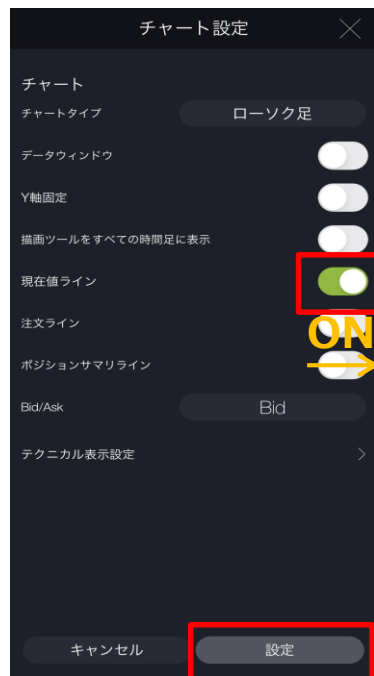 チャート設定
チャート
チャートタイプ ローソク足
データウィンドウ
Y軸固定
描画ツールをすべての時間足に表示
現在値ライン
注文ライン
ON
ポジションサマリライン
Bid/Ask Bid
テクニカル表示設定
キャンセル 設定